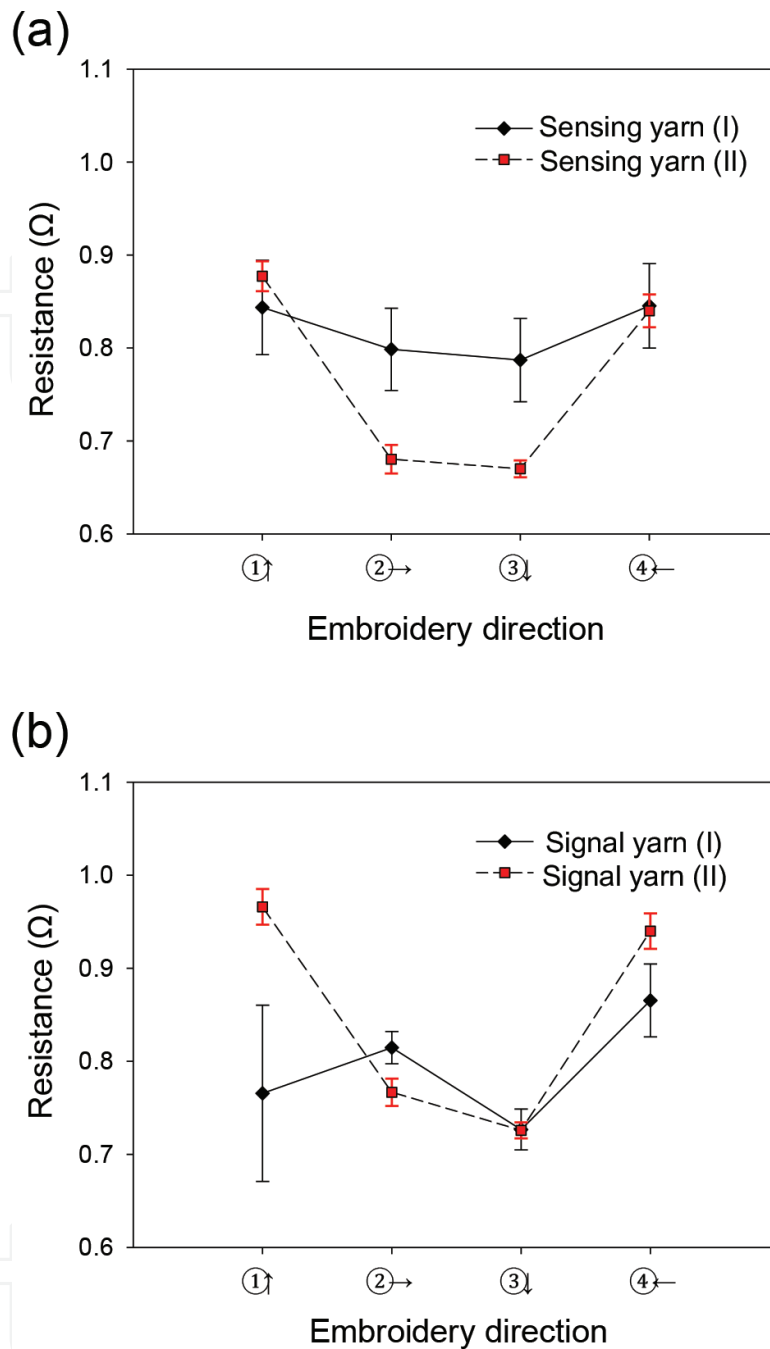 (a)
1.1
1.0
0.9
0.8
0.7
0.6
Resistance (Ω)
Sensing yarn (I)
Sensing yarn (II)
①↑ ②→ ③↓ ④←
Embroidery direction
(b)
1.1
1.0
0.9
0.8
0.7
0.6
Resistance (Ω)
Signal yarn (I)
Signal yarn (II)
①↑ ②→ ③↓ ④←
Embroidery direction